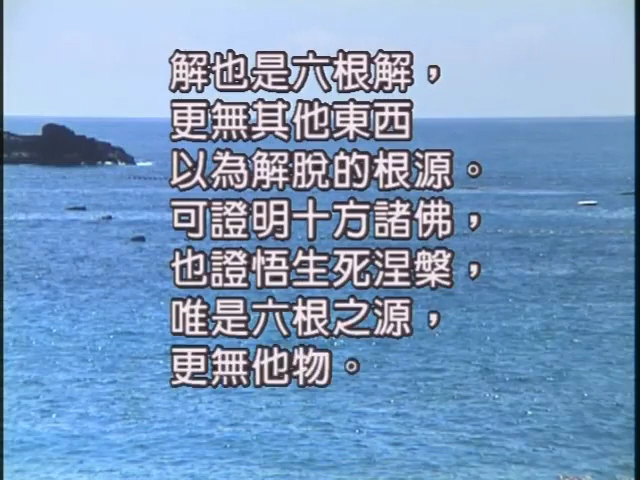 解也是六根解，
更無其他東西
以為解脫的根源。
可證明十方諸佛，
也證悟生死涅槃，
唯是六根之源，
更無他物。